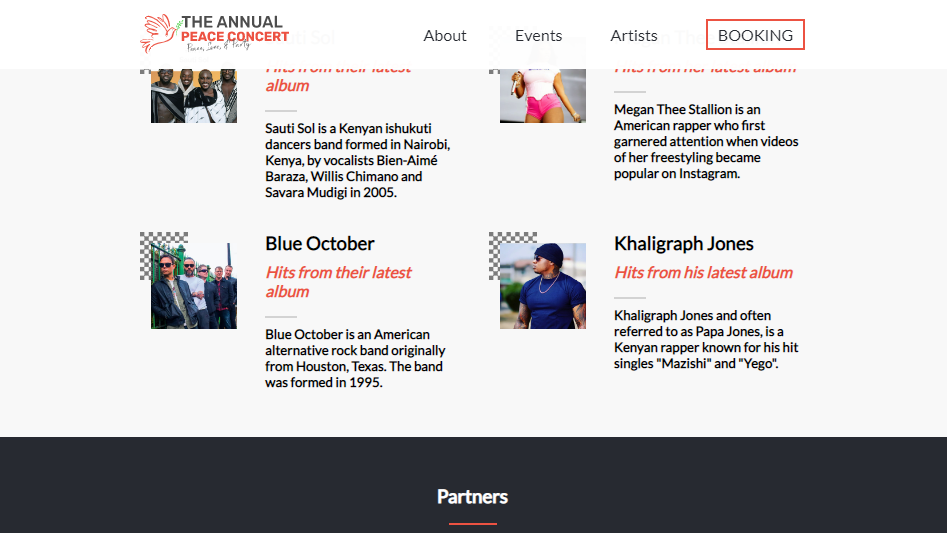 THE ANNUAL
PEACE CONCERT
Peace, Love, & Party
About
Events
Artists
BOOKING
Hits from their latest
album
Sauti Sol is a Kenyan ishukuti
dancers band formed in Nairobi,
Kenya, by vocalists Bien-Aimé
Baraza, Willis Chimano and
Savara Mudigi in 2005.
Hits from her latest album
Megan Thee Stallion is an
American rapper who first
garnered attention when videos
of her freestyling became
popular on Instagram.
Blue October
Hits from their latest
album
Blue October is an American
alternative rock band originally
from Houston, Texas. The band
was formed in 1995.
Khaligraph Jones
Hits from his latest album
Khaligraph Jones and often
referred to as Papa Jones, is a
Kenyan rapper known for his hit
singles "Mazishi" and "Yego".
Partners